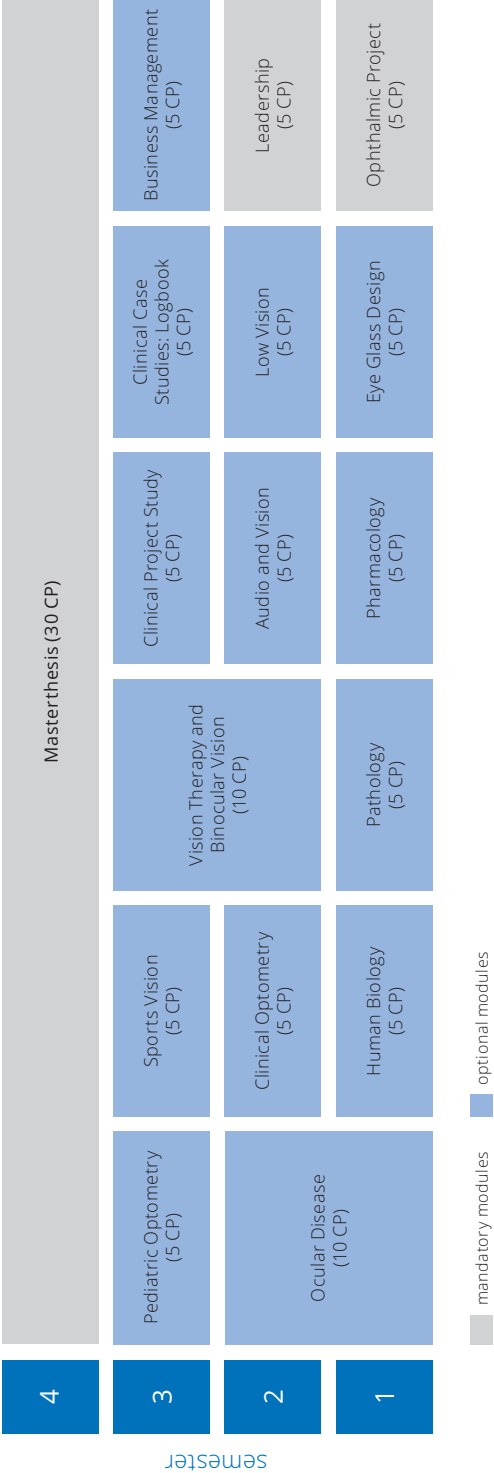 semester
4
Masterthesis (30 CP)
3
Pediatric Optometry
(5 CP)
Sports Vision
(5 CP)
Vision Therapy and
Binocular Vision
(10 CP)
Clinical Project Study
(5 CP)
Clinical Case
Studies: Logbook
(5 CP)
Business Management
(5 CP)
2
Ocular Disease
(10 CP)
Clinical Optometry
(5 CP)
Audio and Vision
(5 CP)
Low Vision
(5 CP)
Leadership
(5 CP)
1
Human Biology
(5 CP)
Pathology
(5 CP)
Pharmacology
(5 CP)
Eye Glass Design
(5 CP)
Ophthalmic Project
(5 CP)
mandatory modules
optional modules